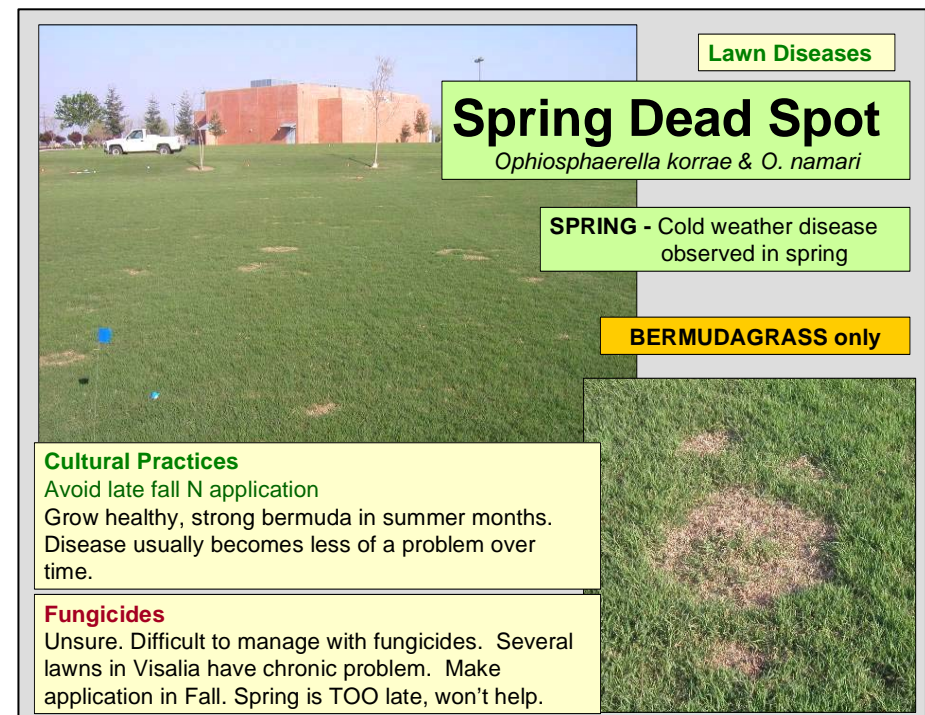 Lawn Diseases
Spring Dead Spot
Ophiosphaerella korrae & O. namari
SPRING - Cold weather disease
observed in spring
BERMUDAGRASS only
Cultural Practices
Avoid late fall N application
Grow healthy, strong bermuda in summer months.
Disease usually becomes less of a problem over
time.
Fungicides
Unsure. Difficult to manage with fungicides. Several
lawns in Visalia have chronic problem. Make
application in Fall. Spring is TOO late, won't help.